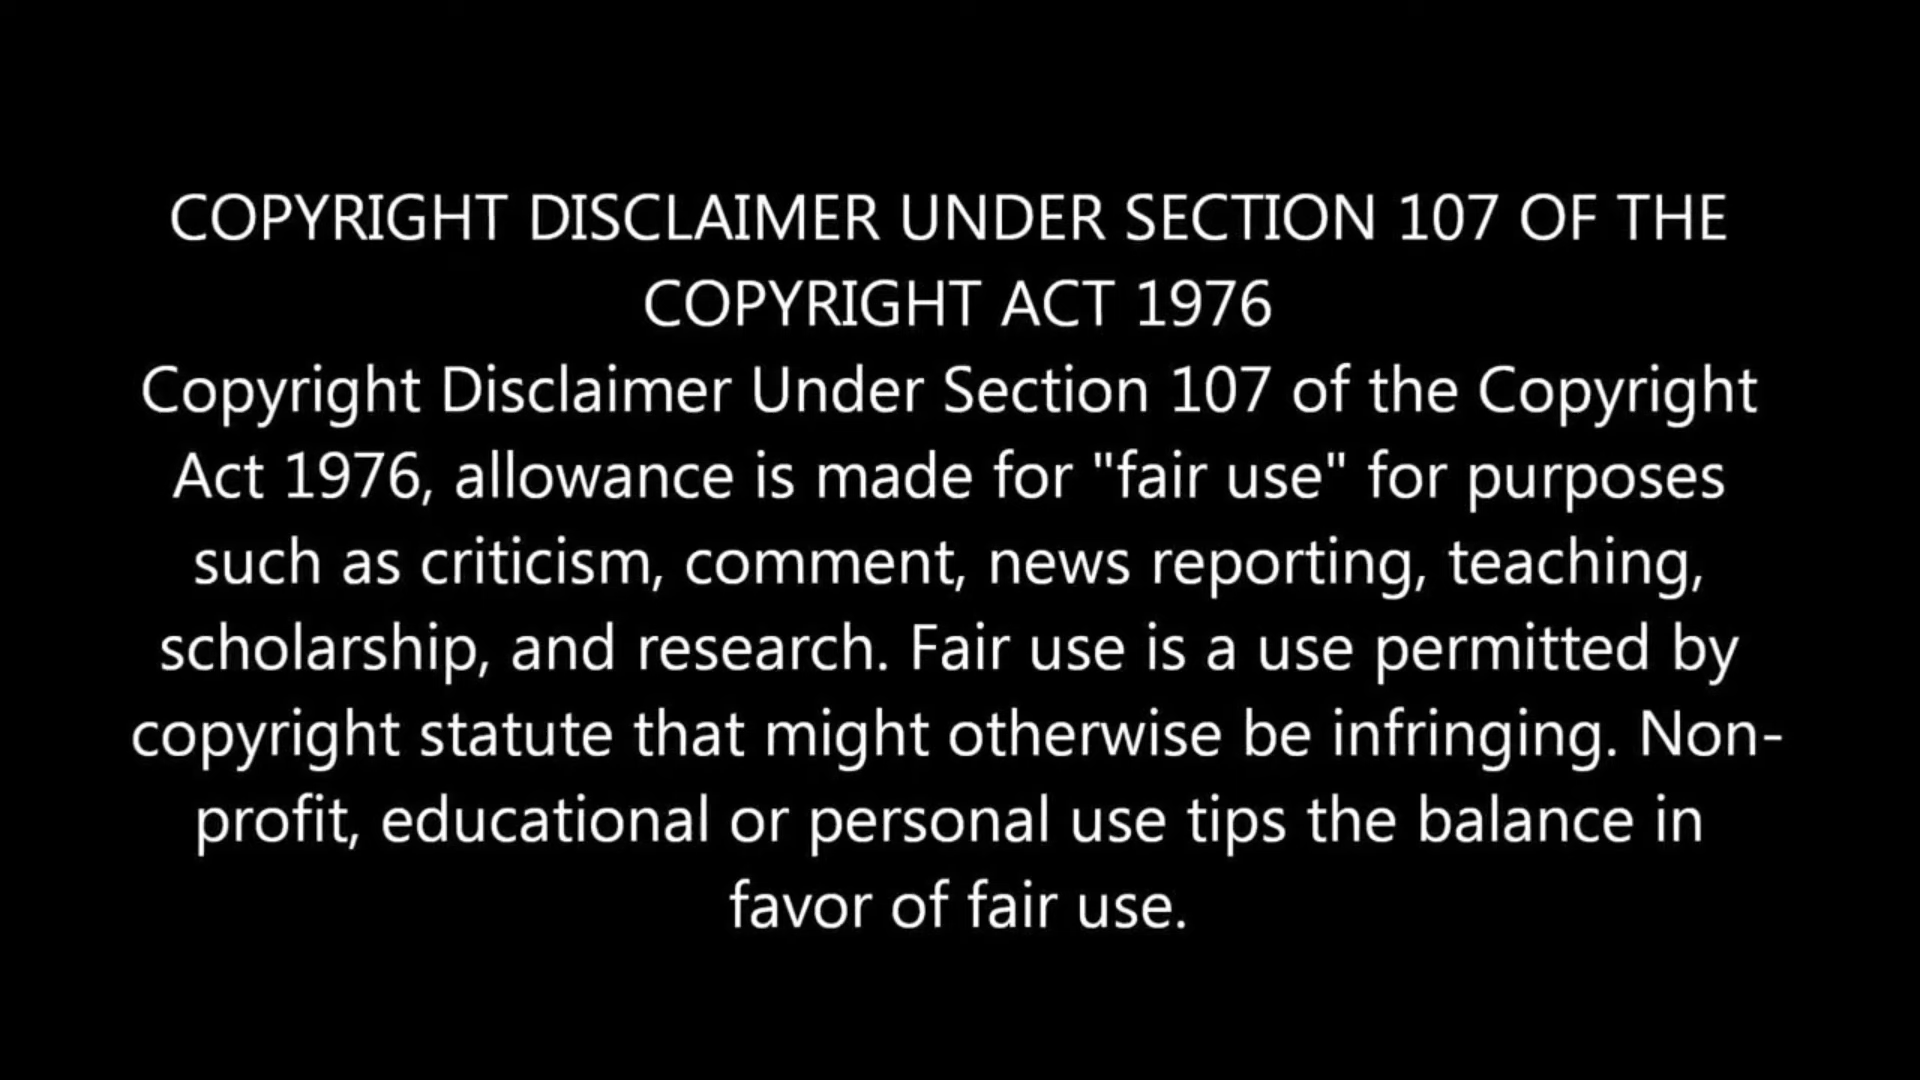 COPYRIGHT DISCLAIMER UNDER SECTION 107 OF THE
COPYRIGHT ACT 1976
Copyright Disclaimer Under Section 107 of the Copyright
Act 1976, allowance is made for "fair use" for purposes
such as criticism, comment, news reporting, teaching,
scholarship, and research. Fair use is a use permitted by
copyright statute that might otherwise be infringing. Non-
profit, educational or personal use tips the balance in
favor of fair use.